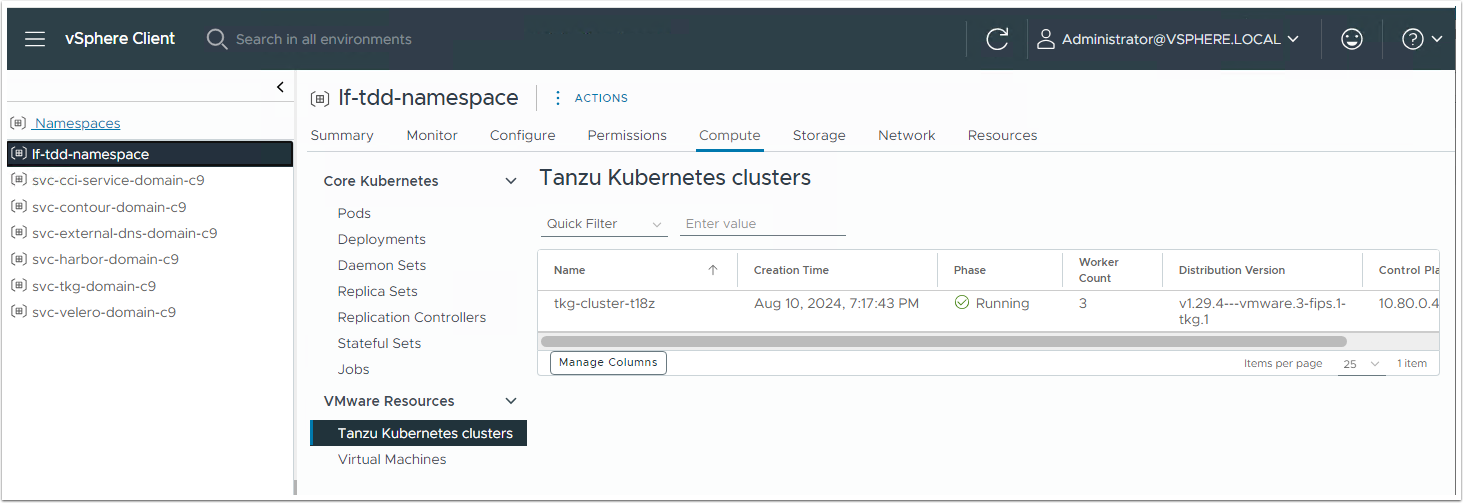 vSphere Client
Search in all environments
Administrator@VSPHERE.LOCAL
Namespaces
lf-tdd-namespace
svc-cci-service-domain-c9
svc-contour-domain-c9
svc-external-dns-domain-c9
svc-harbor-domain-c9
svc-tkg-domain-c9
svc-velero-domain-c9
lf-tdd-namespace
ACTIONS
Summary Monitor Configure Permissions Compute Storage Network Resources
Core Kubernetes
Pods
Deployments
Daemon Sets
Replica Sets
Replication Controllers
Stateful Sets
Jobs
VMware Resources
Tanzu Kubernetes clusters
Virtual Machines
Tanzu Kubernetes clusters
Quick Filter Enter value
Name Creation Time Phase Worker Count Distribution Version Control Pla
tkg-cluster-t18z Aug 10, 2024, 7:17:43 PM Running 3 v1.29.4---vmware.3-fips.1- 10.80.0.4
tkg.1
Manage Columns Items per page 25 1 item